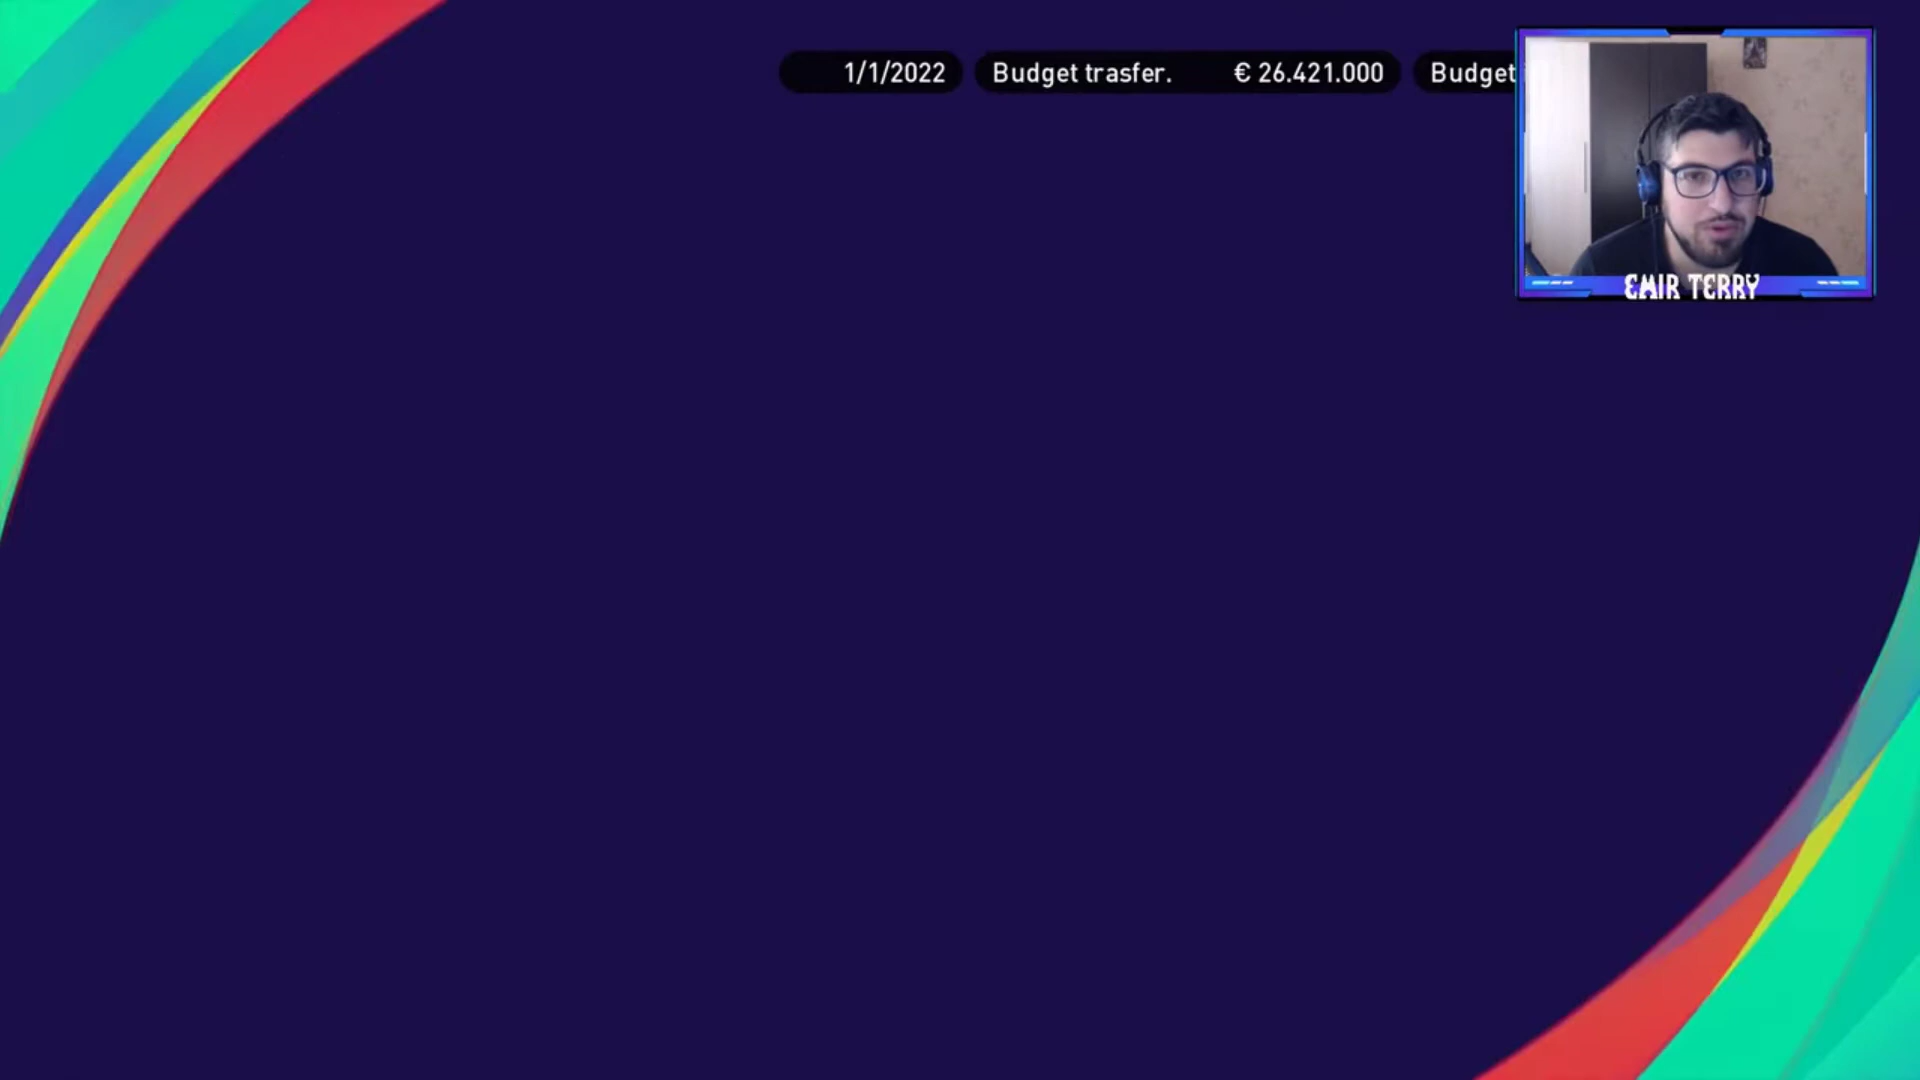 1/1/2022 Budget trasfer. € 26.421.000 Budget
EMIR TERRY